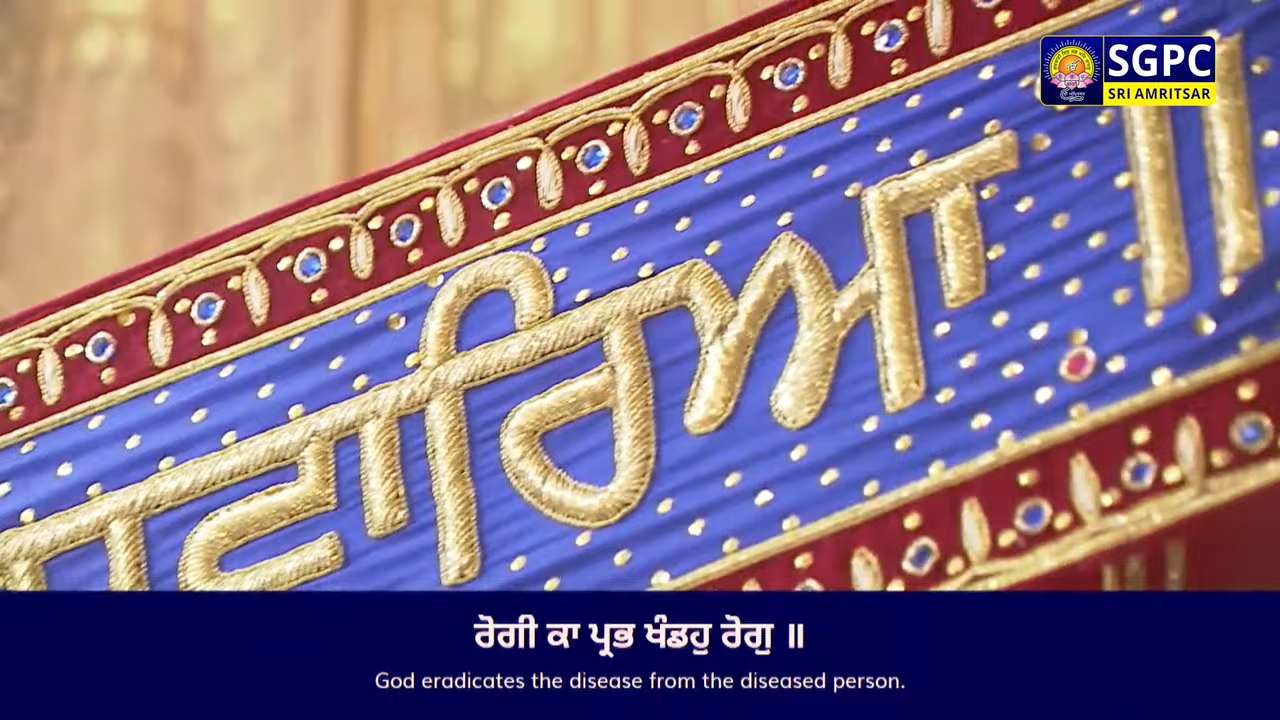 SGPC
SRI AMRITSAR
ਰੋਗੀ ਕਾ ਪ੍ਰਭ ਖੰਡਹੁ ਰੋਗੁ ॥
God eradicates the disease from the diseased person.